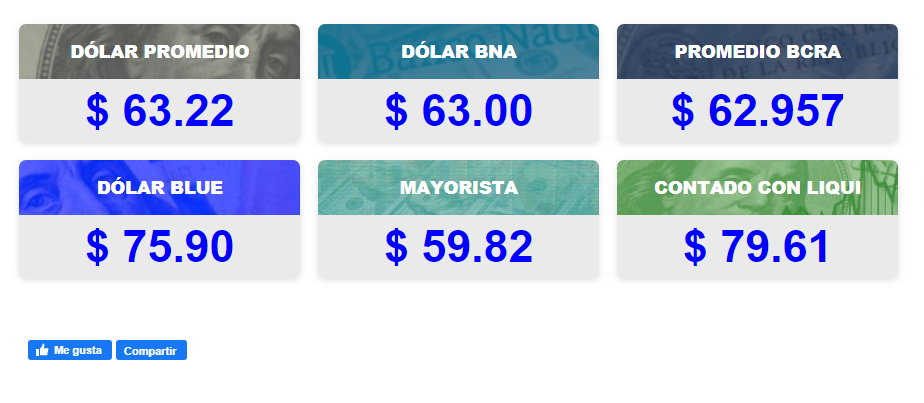 DÓLAR PROMEDIO
$ 63.22
DÓLAR BNA
$ 63.00
PROMEDIO BCRA
$ 62.957
DÓLAR BLUE
$ 75.90
MAYORISTA
$ 59.82
CONTADO CON LIQUI
$ 79.61
Me gusta
Compartir